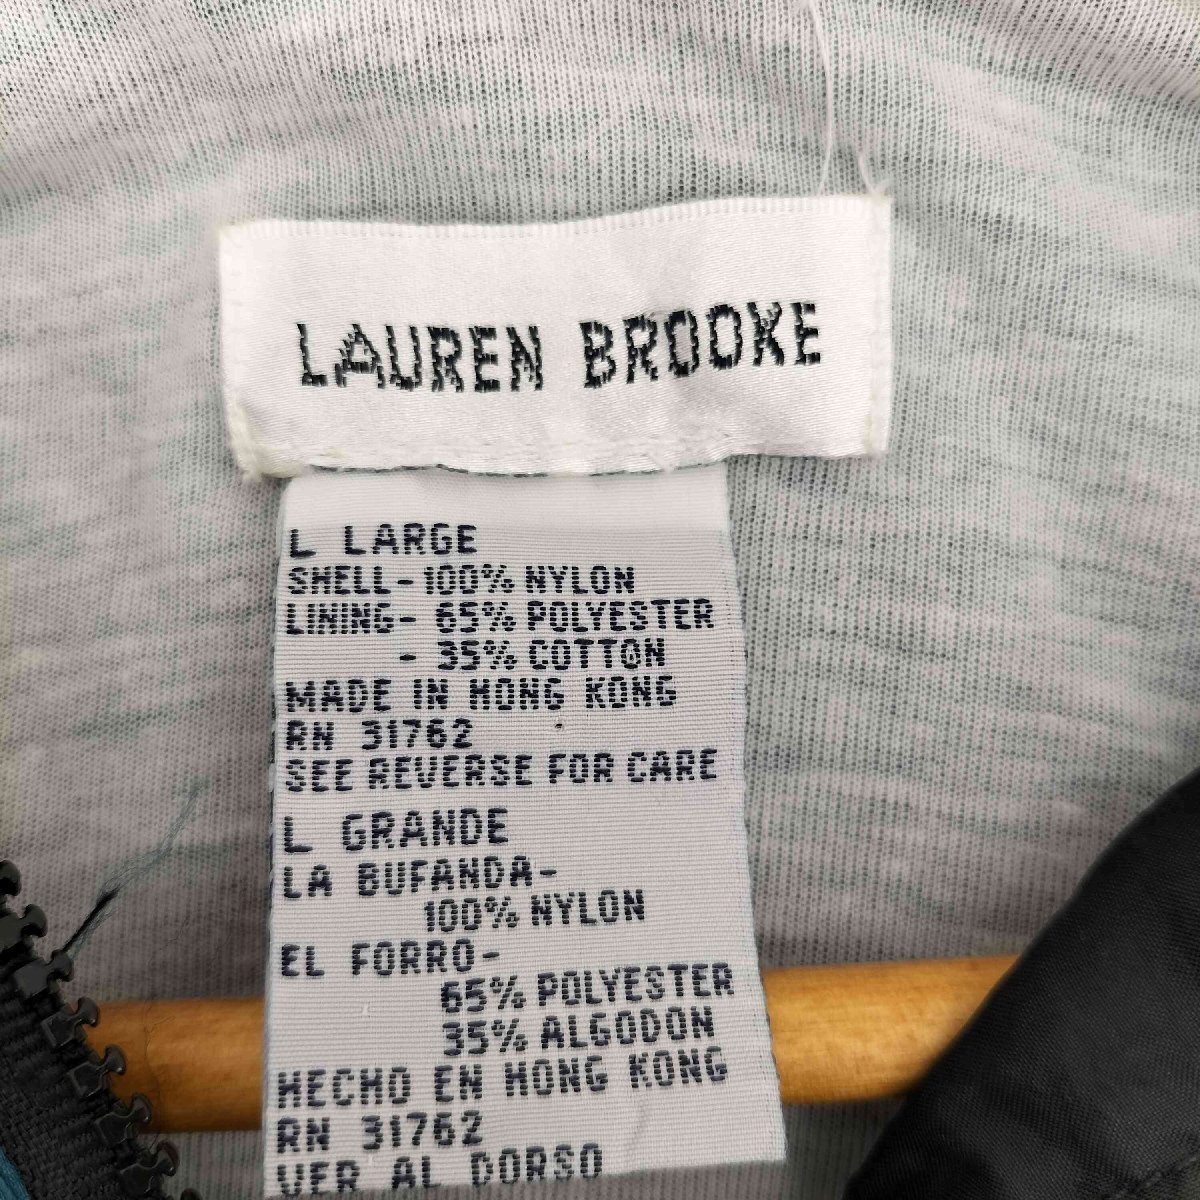 LAUREN BROOKE
L LARGE
SHELL- 100% NYLON
LINING- 65% POLYESTER
- 35% COTTON
MADE IN HONG KONG
RN 31762
SEE REVERSE FOR CARE
L GRANDE
LA BUFANDA-
100% NYLON
EL FORRO-
65% POLYESTER
35% ALGODON
HECHO EN HONG KONG
RN 31762
VER AL DORSO